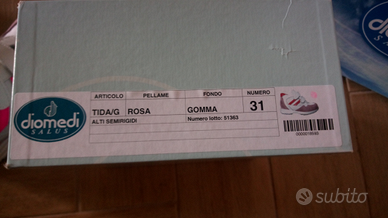 diomedi
SALUS
ARTICOLO PELLAME FONDO NUMERO
TIDA/G ROSA GOMMA 31
ALTI SEMIRIGIDI Numero lotto: 51363
subito